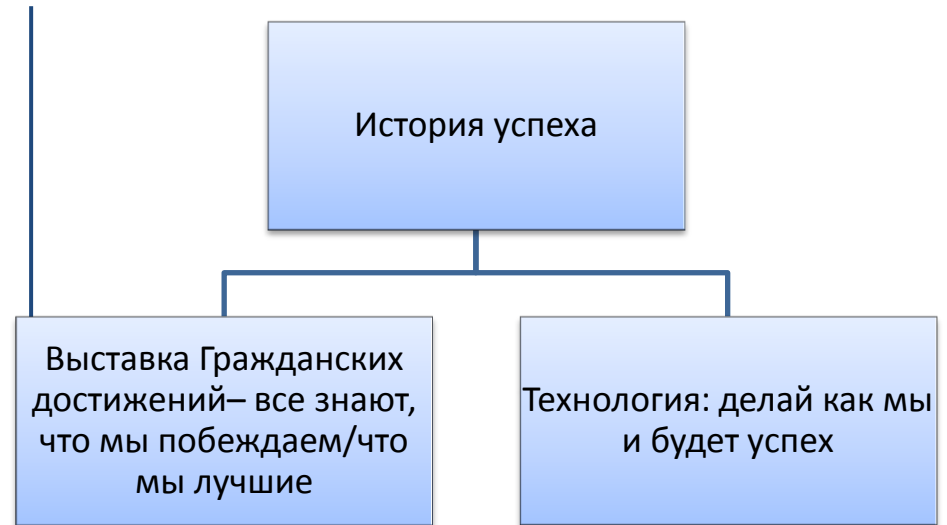 История успеха
Выставка Гражданских
достижений– все знают,
что мы побеждаем/что
мы лучшие
Технология: делай как мы
и будет успех